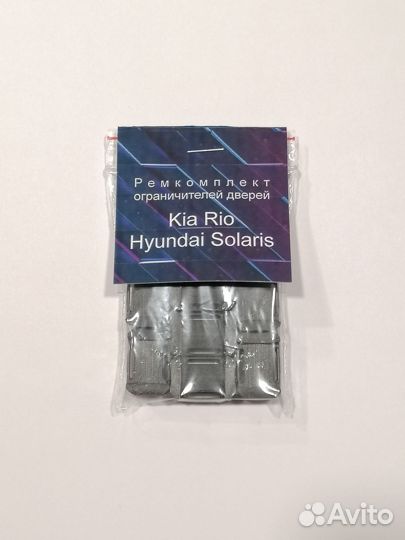 Ремкомплект
ограничителей дверей
Kia Rio
Hyundai Solaris
Avito